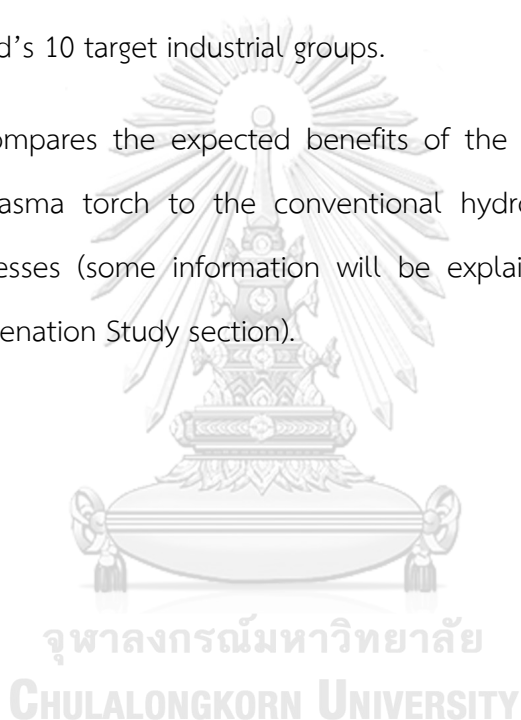 d's 10 target industrial groups.
ompares the expected benefits of the
asma torch to the conventional hydro
esses (some information will be explai
enation Study section).
จุฬาลงกรณ์มหาวิทยาลัย
CHULALONGKORN UNIVERSITY